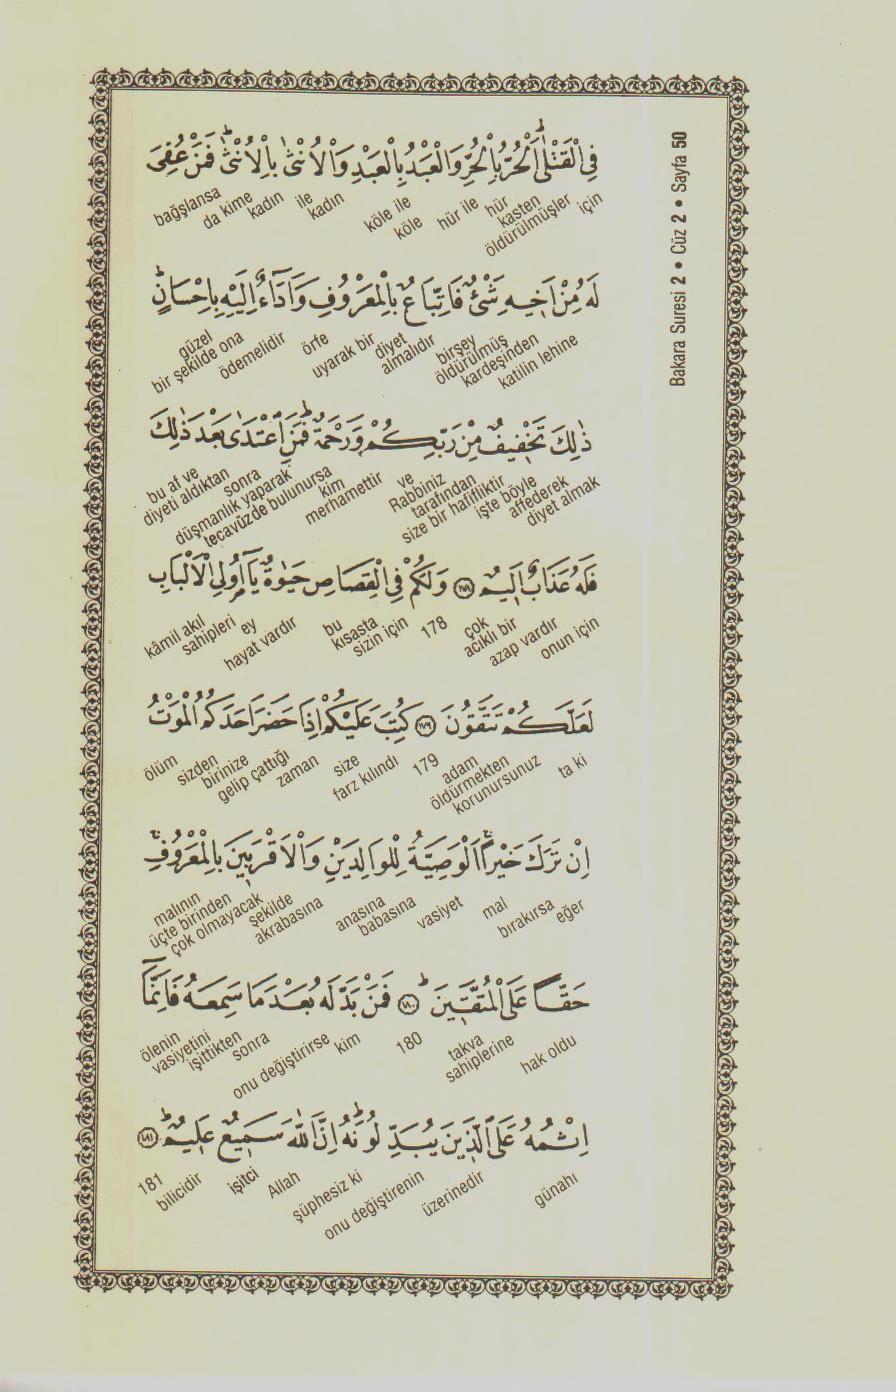 Bakara Suresi 2 • Cüz 2 • Sayfa 50
فِي الْقَتْلٰىۜ اَلْحُرُّ بِالْحُرِّ وَالْعَبْدُ بِالْعَبْدِ وَالْاُنْثٰى بِالْاُنْثٰىۜ فَمَنْ عُفِيَ
için
kasten öldürülmüşler
hür
hür ile
köle
köle ile
kadın
ile
kadın
da kime
bağşlansa
لَهُ مِنْ اَخٖيهِ شَيْءٌ فَاتِّبَاعٌ بِالْمَعْرُوفِ وَاَدَٓاءٌ اِلَيْهِ بِاِحْسَانٍۜ
katilin lehine
öldürülmüş kardeşinden
birşey
diyet almalıdır
uyarak bir
örfe
ödemelidir
güzel bir şekilde ona
ذٰلِكَ تَخْفٖيفٌ مِنْ رَبِّكُمْ وَرَحْمَةٌۜ فَمَنِ اعْتَدٰى بَعْدَ ذٰلِكَ
diyet almak
affederek
işte böyle
size bir hafifliktir
Rabbiniz tarafından
ve
merhamettir
kim
düşmanlık yaparak tecavüzde bulunursa
sonra
bu af ve diyeti aldıktan
فَلَهُ عَذَابٌ اَلٖيمٌ ﴿١٧٨﴾ وَلَكُمْ فِي الْقِصَاصِ حَيٰوةٌ يَٓا اُو۬لِي الْاَلْبَابِ
onun için
azap vardır
çok acıklı bir
178
sizin için
kısasta
bu
hayat vardır
ey
kâmil akıl sahipleri
لَعَلَّكُمْ تَتَّقُونَ ﴿١٧٩﴾ كُتِبَ عَلَيْكُمْ اِذَا حَضَرَ اَحَدَكُمُ الْمَوْتُ
ta ki
adam öldürmekten korunursunuz
179
farz kılındı
size
zaman
gelip çattığı
sizden birinize
ölüm
اِنْ تَرَكَ خَيْراًۚ اَلْوَصِيَّةُ لِلْوَالِدَيْنِ وَالْاَقْرَبٖينَ بِالْمَعْرُوفِۚ
eğer
bırakırsa
mal
vasiyet
anasına babasına
akrabasına
malının üçte birinden çok olmayacak şekilde
حَقًّا عَلَى الْمُتَّقٖينَۜ ﴿١٨٠﴾ فَمَنْ بَدَّلَهُ بَعْدَ مَا سَمِعَهُ فَاِنَّمَٓا
hak oldu
takva sahiplerine
180
kim
onu değiştirirse
sonra
ölenin vasiyetini işittikten
اِثْمُهُ عَلَى الَّذٖينَ يُبَدِّلُونَهُۜ اِنَّ اللّٰهَ سَمٖيعٌ عَلٖيمٌۜ ﴿١٨١﴾
günahı
üzerinedir
onu değiştirenin
şüphesiz ki
Allah
işitci
bilicidir
181